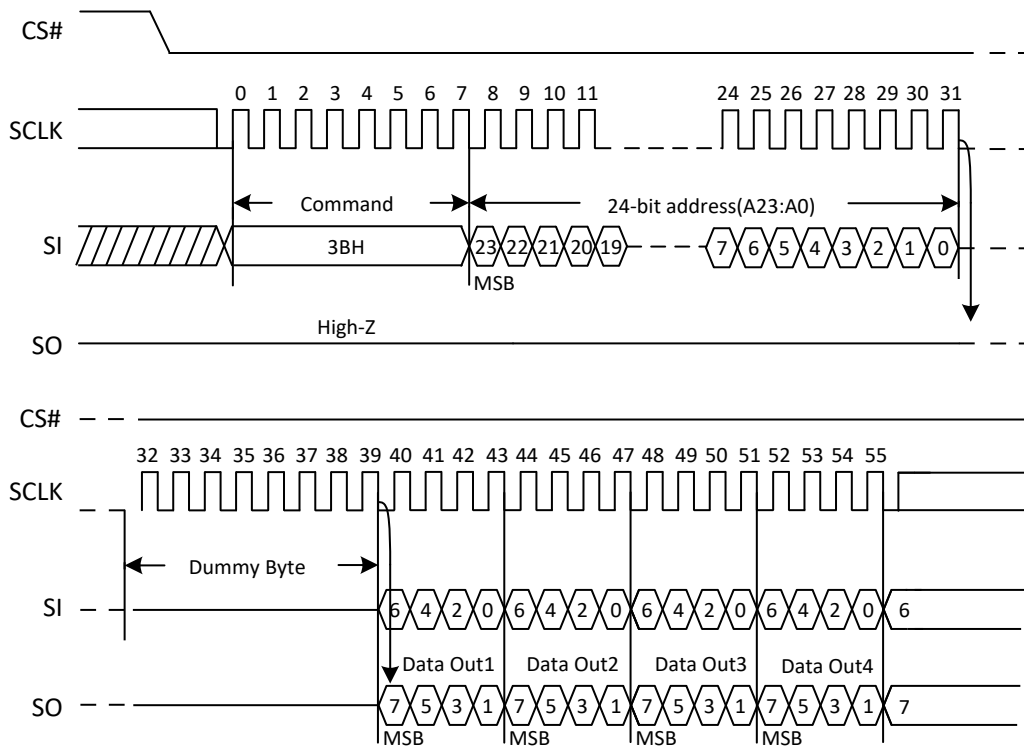 CS#
0 1 2 3 4 5 6 7 8 9 10 11 24 25 26 27 28 29 30 31
SCLK
Command 24-bit address(A23:A0)
SI 3BH 23 22 21 20 19 7 6 5 4 3 2 1 0
MSB
High-Z
SO
CS#
32 33 34 35 36 37 38 39 40 41 42 43 44 45 46 47 48 49 50 51 52 53 54 55
SCLK
Dummy Byte
SI 6 4 2 0 6 4 2 0 6 4 2 0 6 4 2 0 6
Data Out1 Data Out2 Data Out3 Data Out4
SO 7 5 3 1 7 5 3 1 7 5 3 1 7 5 3 1 7
MSB MSB MSB MSB